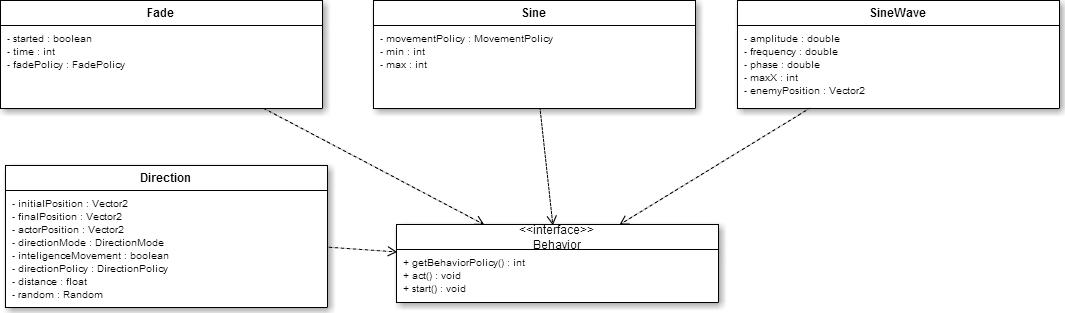 Fade
- started : boolean
- time : int
- fadePolicy : FadePolicy
Sine
- movementPolicy : MovementPolicy
- min : int
- max : int
SineWave
- amplitude : double
- frequency : double
- phase : double
- maxX : int
- enemyPosition : Vector2
Direction
- initialPosition : Vector2
- finalPosition : Vector2
- actorPosition : Vector2
- directionMode : DirectionMode
- inteligenceMovement : boolean
- directionPolicy : DirectionPolicy
- distance : float
- random : Random
<<interface>>
Behavior
+ getBehaviorPolicy() : int
+ act() : void
+ start() : void